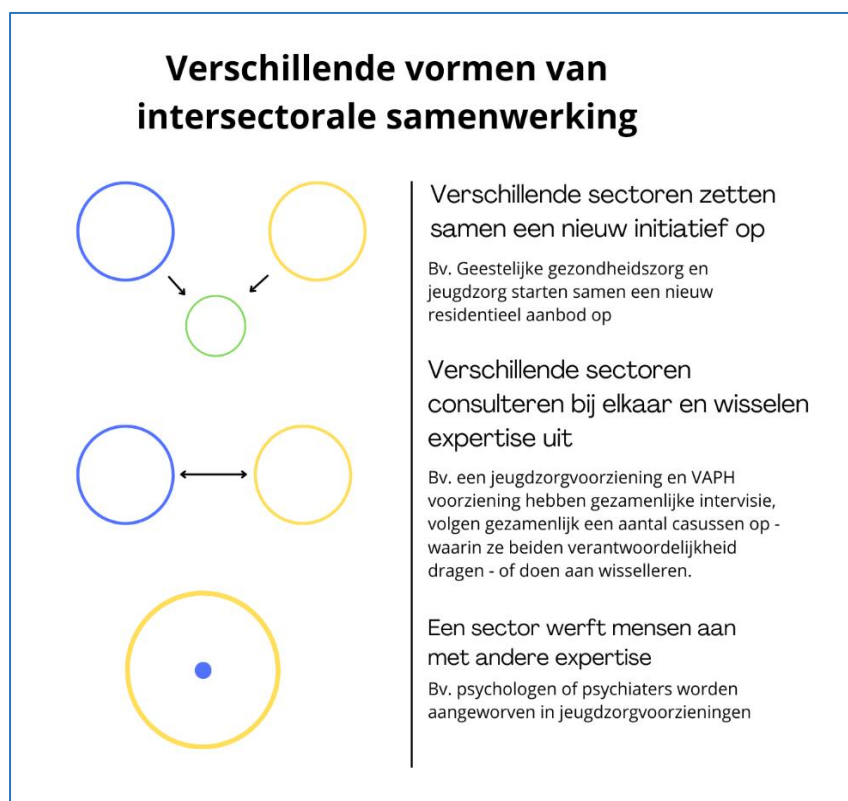 Verschillende vormen van
intersectorale samenwerking
Verschillende sectoren zetten
samen een nieuw initiatief op
Bv. Geestelijke gezondheidszorg en
jeugdzorg starten samen een nieuw
residentieel aanbod op
Verschillende sectoren
consulteren bij elkaar en wisselen
expertise uit
Bv. een jeugdzorgvoorziening en VAPH
voorziening hebben gezamenlijke intervisie,
volgen gezamenlijk een aantal casussen op -
waarin ze beiden verantwoordelijkheid
dragen - of doen aan wisselleren.
Een sector werft mensen aan
met andere expertise
Bv. psychologen of psychiaters worden
aangeworven in jeugdzorgvoorzieningen